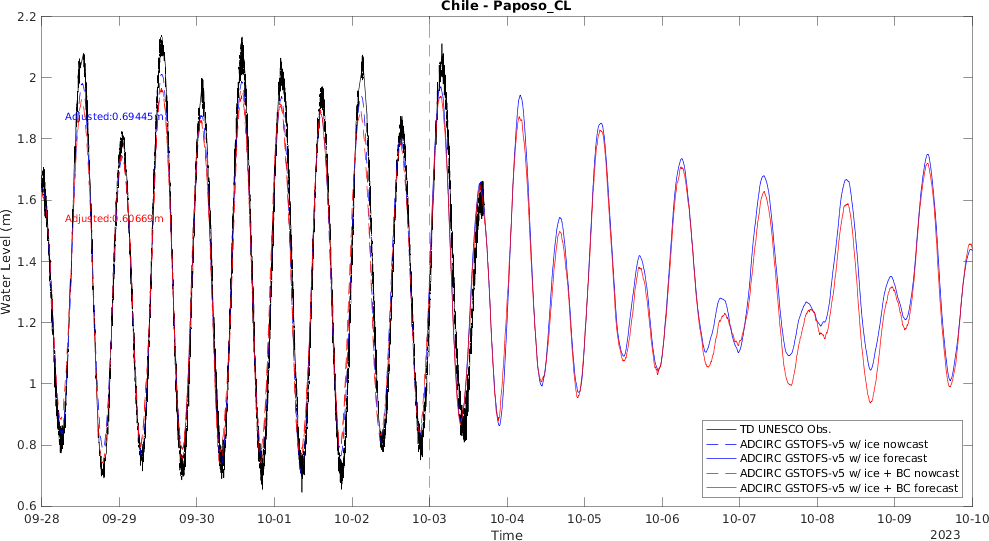 Chile - Paposo_CL
2.2
2
1.8
1.6
1.4
1.2
1
0.8
0.6
Water Level (m)
Adjusted:0.69445m
Adjusted:0.60669m
TD UNESCO Obs.
ADCIRC GSTOFS-v5 w/ ice nowcast
ADCIRC GSTOFS-v5 w/ ice forecast
ADCIRC GSTOFS-v5 w/ ice + BC nowcast
ADCIRC GSTOFS-v5 w/ ice + BC forecast
09-28 09-29 09-30 10-01 10-02 10-03 10-04 10-05 10-06 10-07 10-08 10-09 10-10
Time
2023